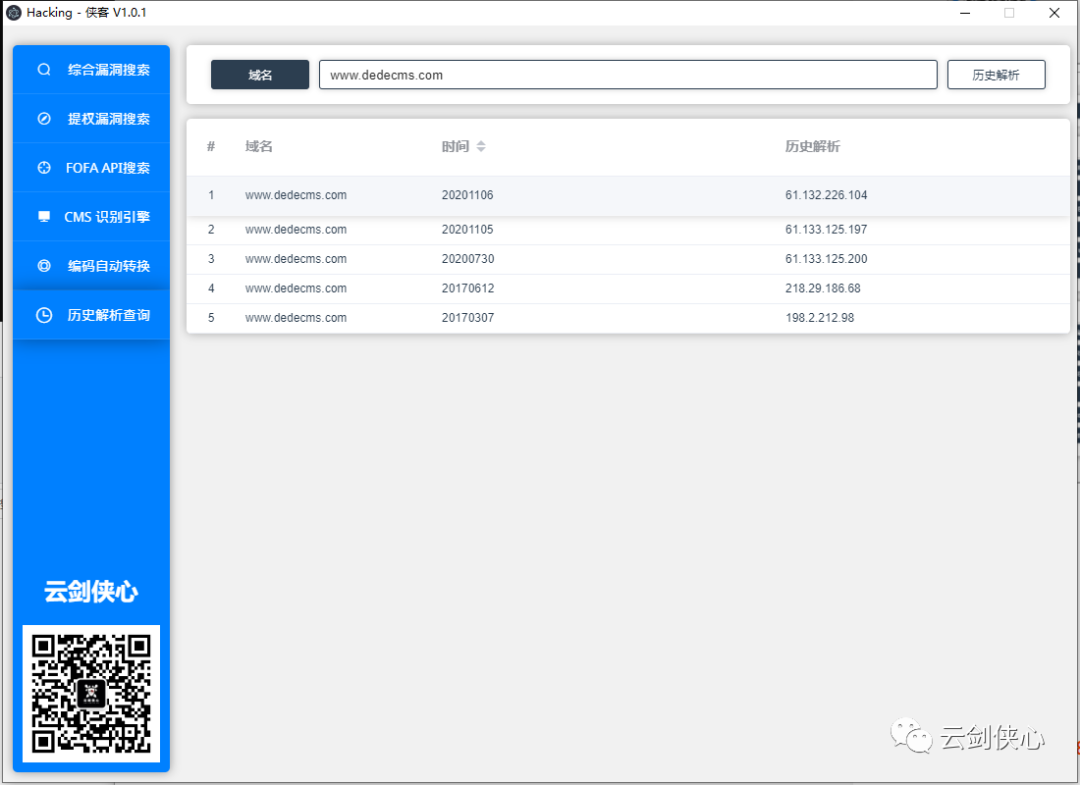 Hacking - 侠客 V1.0.1
综合漏洞搜索
提权漏洞搜索
FOFA API搜索
CMS 识别引擎
编码自动转换
历史解析查询
云剑侠心
域名 www.dedecms.com 历史解析
# 域名 时间 历史解析
1 www.dedecms.com 20201106 61.132.226.104
2 www.dedecms.com 20201105 61.133.125.197
3 www.dedecms.com 20200730 61.133.125.200
4 www.dedecms.com 20170612 218.29.186.68
5 www.dedecms.com 20170307 198.2.212.98
云剑侠心